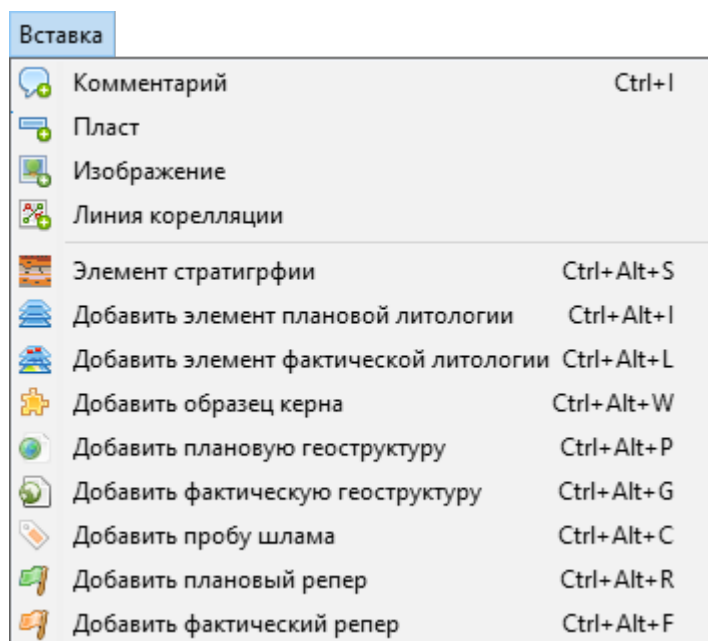 Вставка
Комментарий Ctrl+I
Пласт
Изображение
Линия корелляции
Элемент стратигрфии Ctrl+Alt+S
Добавить элемент плановой литологии Ctrl+Alt+I
Добавить элемент фактической литологии Ctrl+Alt+L
Добавить образец керна Ctrl+Alt+W
Добавить плановую геоструктуру Ctrl+Alt+P
Добавить фактическую геоструктуру Ctrl+Alt+G
Добавить пробу шлама Ctrl+Alt+C
Добавить плановый репер Ctrl+Alt+R
Добавить фактический репер Ctrl+Alt+F